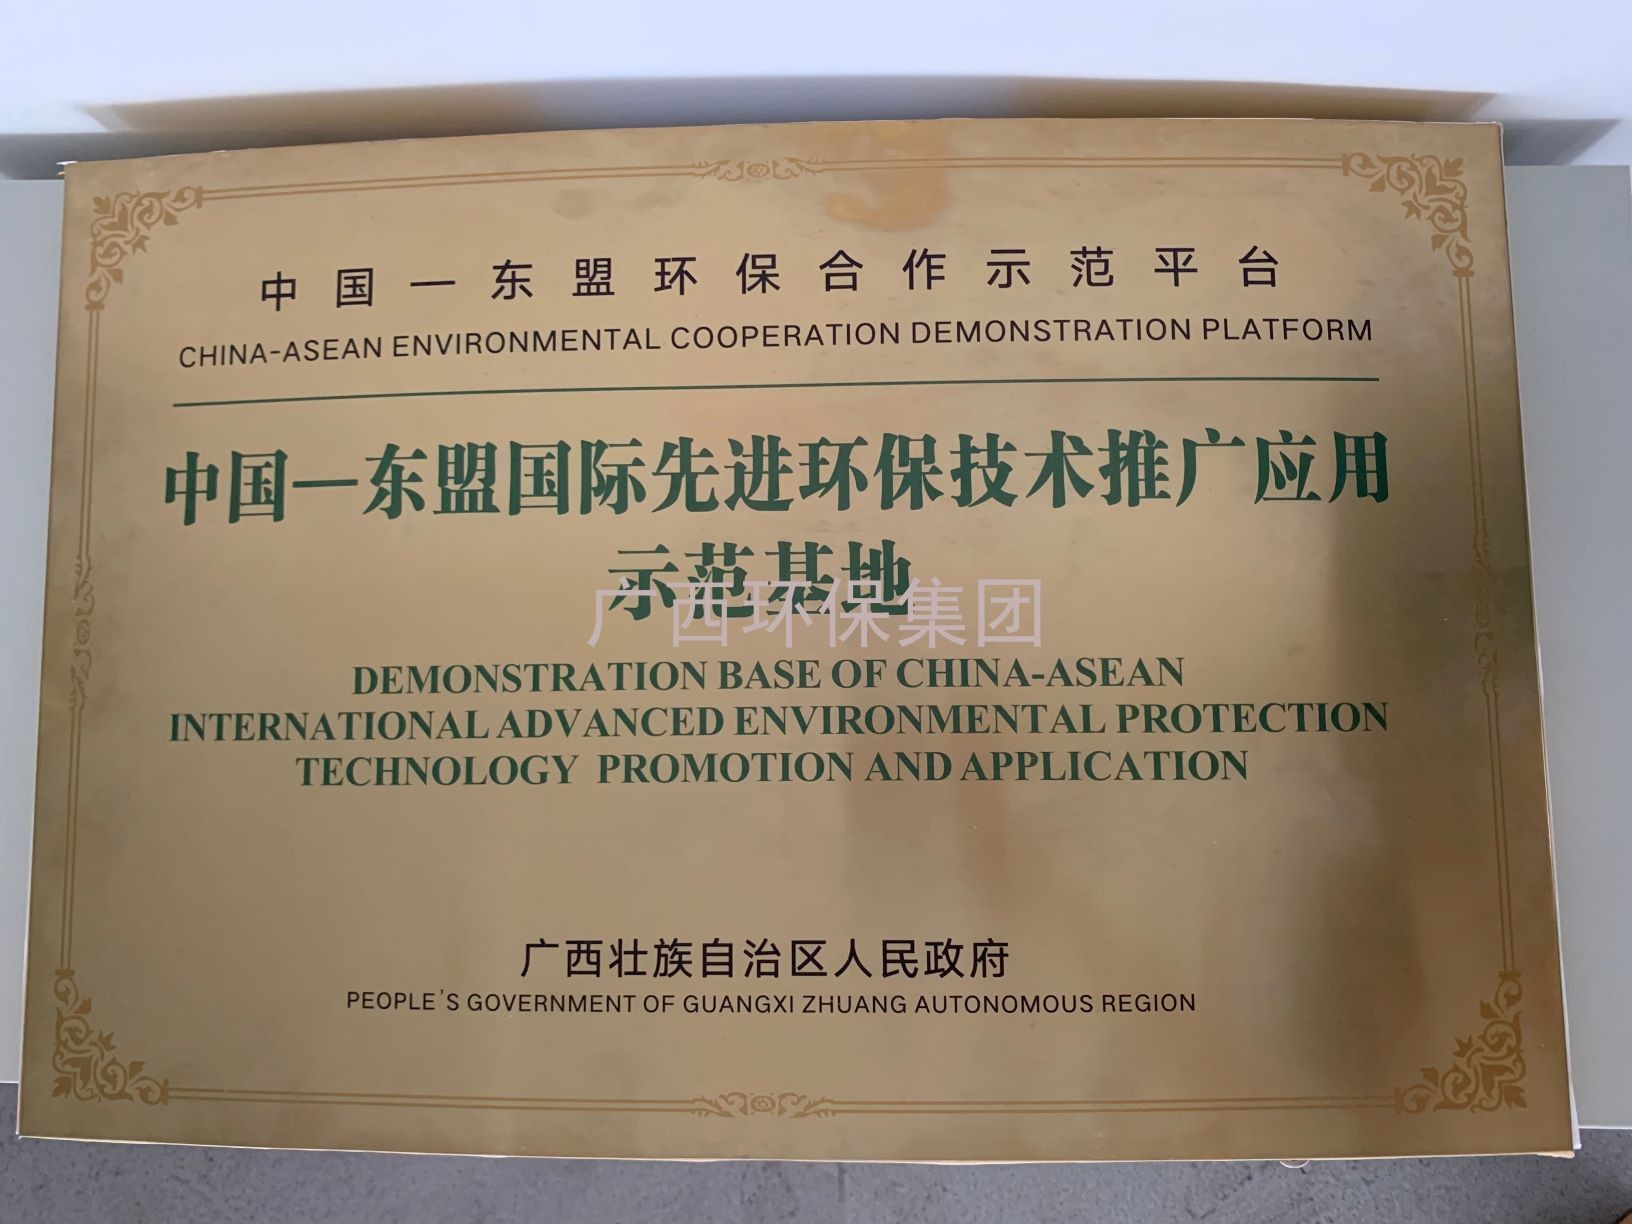 中国一东盟环保合作示范平台
CHINA-ASEAN ENVIRONMENTAL COOPERATION DEMONSTRATION PLATFORM
中国一东盟国际先进环保技术推广应用
示范基地
广西环保集团
DEMONSTRATION BASE OF CHINA-ASEAN
INTERNATIONAL ADVANCED ENVIRONMENTAL PROTECTION
TECHNOLOGY PROMOTION AND APPLICATION
广西壮族自治区人民政府
PEOPLE'S GOVERNMENT OF GUANGXI ZHUANG AUTONOMOUS REGION